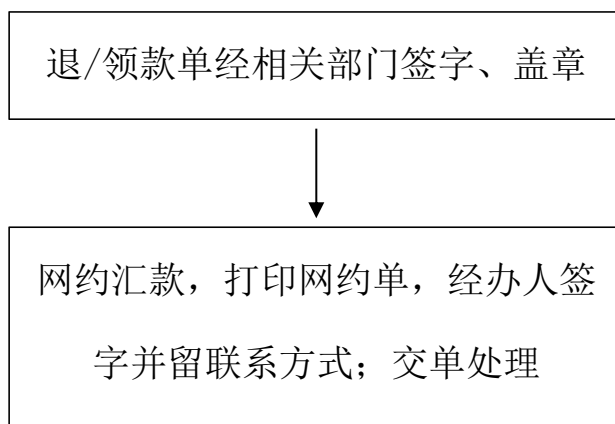 退/领款单经相关部门签字、盖章
网约汇款，打印网约单，经办人签
字并留联系方式；交单处理